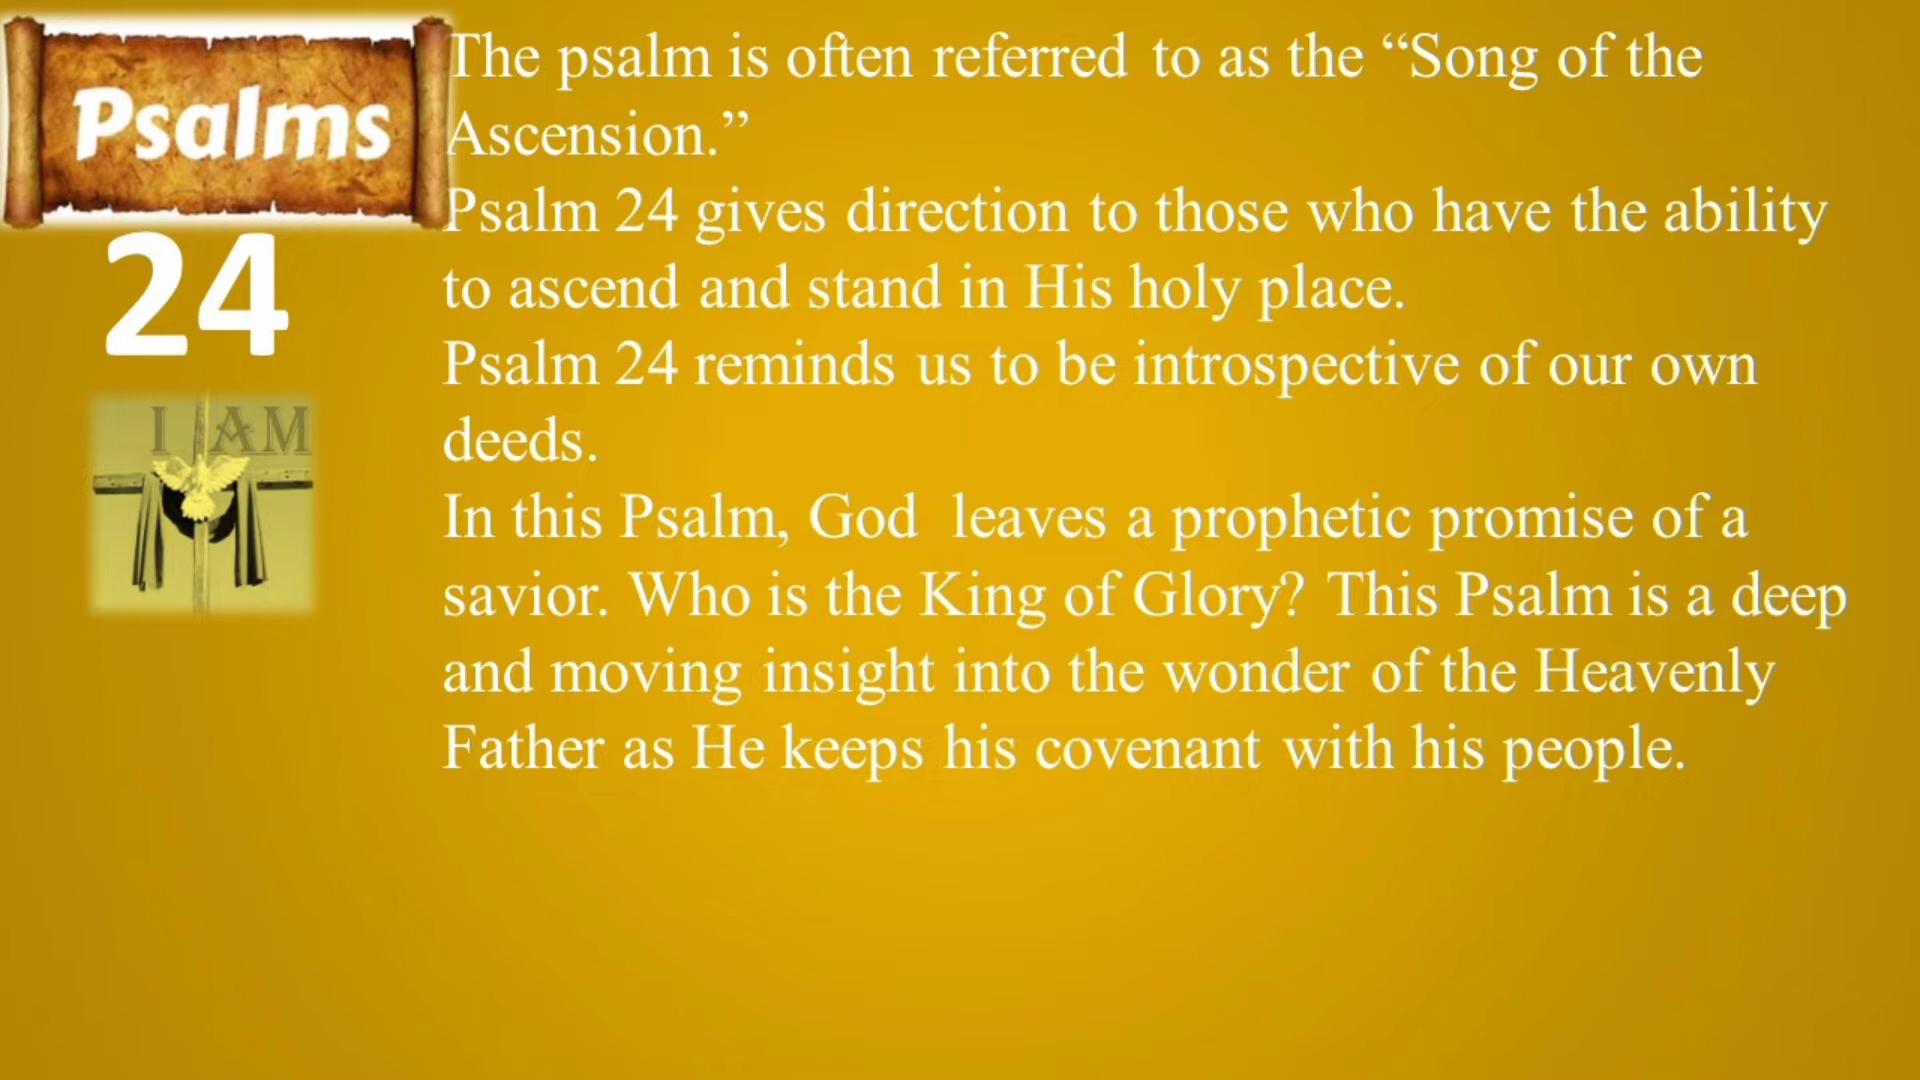 Psalms
24
I AM
The psalm is often referred to as the “Song of the
Ascension.”
Psalm 24 gives direction to those who have the ability
to ascend and stand in His holy place.
Psalm 24 reminds us to be introspective of our own
deeds.
In this Psalm, God  leaves a prophetic promise of a
savior. Who is the King of Glory? This Psalm is a deep
and moving insight into the wonder of the Heavenly
Father as He keeps his covenant with his people.